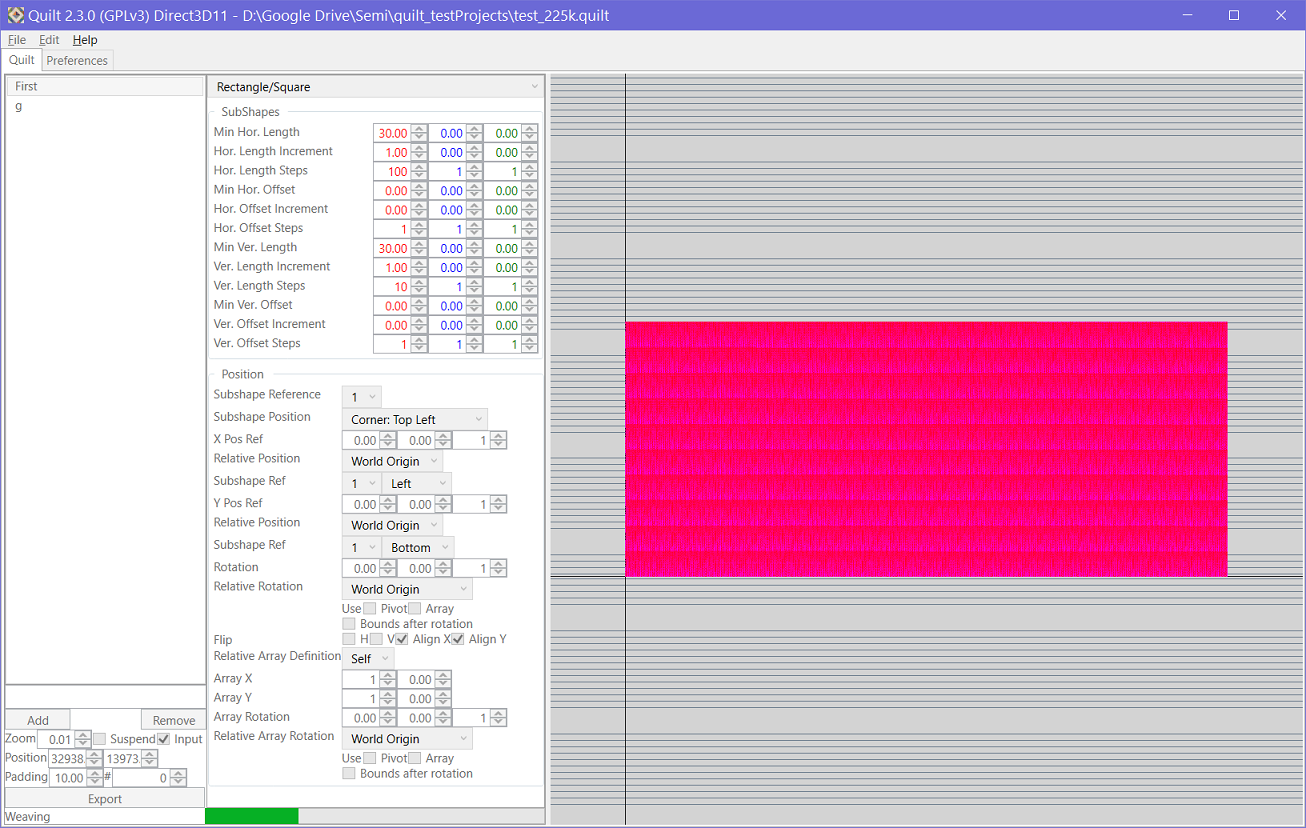 Quilt 2.3.0 (GPLv3) Direct3D11 - D:\Google Drive\Semi\quilt_testProjects\test_225k.quilt
File Edit Help
Quilt Preferences
First
g
Rectangle/Square
SubShapes
Min Hor. Length 30.00 0.00 0.00
Hor. Length Increment 1.00 0.00 0.00
Hor. Length Steps 100 1 1
Min Hor. Offset 0.00 0.00 0.00
Hor. Offset Increment 0.00 0.00 0.00
Hor. Offset Steps 1 1 1
Min Ver. Length 30.00 0.00 0.00
Ver. Length Increment 1.00 0.00 0.00
Ver. Length Steps 10 1 1
Min Ver. Offset 0.00 0.00 0.00
Ver. Offset Increment 0.00 0.00 0.00
Ver. Offset Steps 1 1 1
Position
Subshape Reference 1
Subshape Position Corner: Top Left
X Pos Ref 0.00 0.00 1
Relative Position World Origin
Subshape Ref 1 Left
Y Pos Ref 0.00 0.00 1
Relative Position World Origin
Subshape Ref 1 Bottom
Rotation 0.00 0.00 1
Relative Rotation World Origin
Use Pivot Array
Bounds after rotation
Flip H V Align X Align Y
Relative Array Definition Self
Array X 1 0.00
Array Y 1 0.00
Array Rotation 0.00 0.00 1
Relative Array Rotation World Origin
Use Pivot Array
Bounds after rotation
Add Remove
Zoom 0.01 Suspend Input
Position 32938. 13973.
Padding 10.00 # 0
Export
Weaving